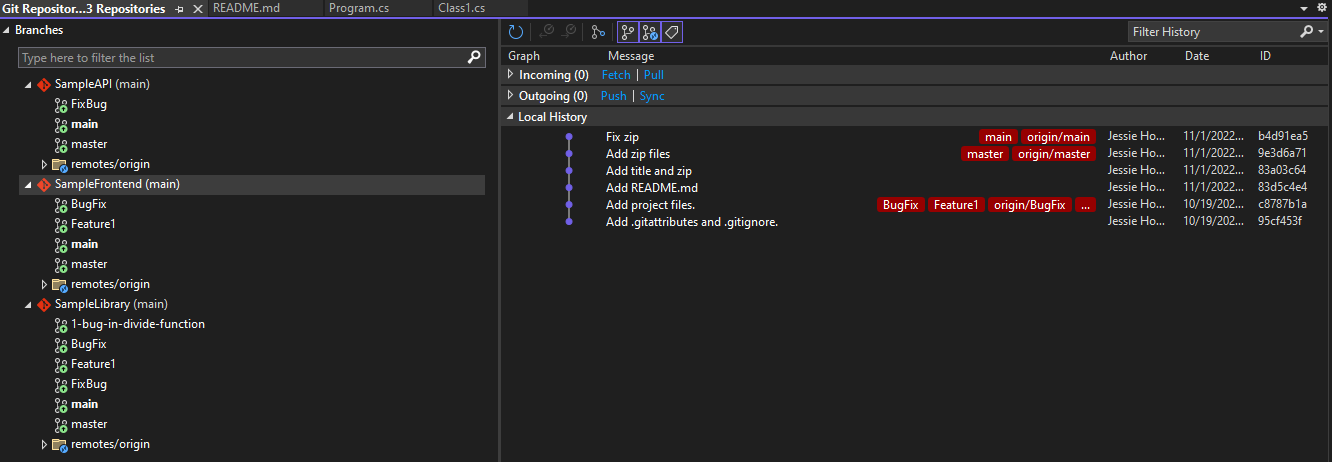 Git Repositor...3 Repositories README.md Program.cs Class1.cs
Branches
Type here to filter the list
SampleAPI (main)
FixBug
main
master
remotes/origin
SampleFrontend (main)
BugFix
Feature1
main
master
remotes/origin
SampleLibrary (main)
1-bug-in-divide-function
BugFix
Feature1
FixBug
main
master
remotes/origin
Filter History
Graph Message Author Date ID
Incoming (0) Fetch | Pull
Outgoing (0) Push | Sync
Local History
Fix zip main origin/main Jessie Ho... 11/1/2022... b4d91ea5
Add zip files master origin/master Jessie Ho... 11/1/2022... 9e3d6a71
Add title and zip Jessie Ho... 11/1/2022... 83a03c64
Add README.md Jessie Ho... 11/1/2022... 83d5c4e4
Add project files. BugFix Feature1 origin/BugFix ... Jessie Ho... 10/19/202... c8787b1a
Add .gitattributes and .gitignore. Jessie Ho... 10/19/202... 95cf453f